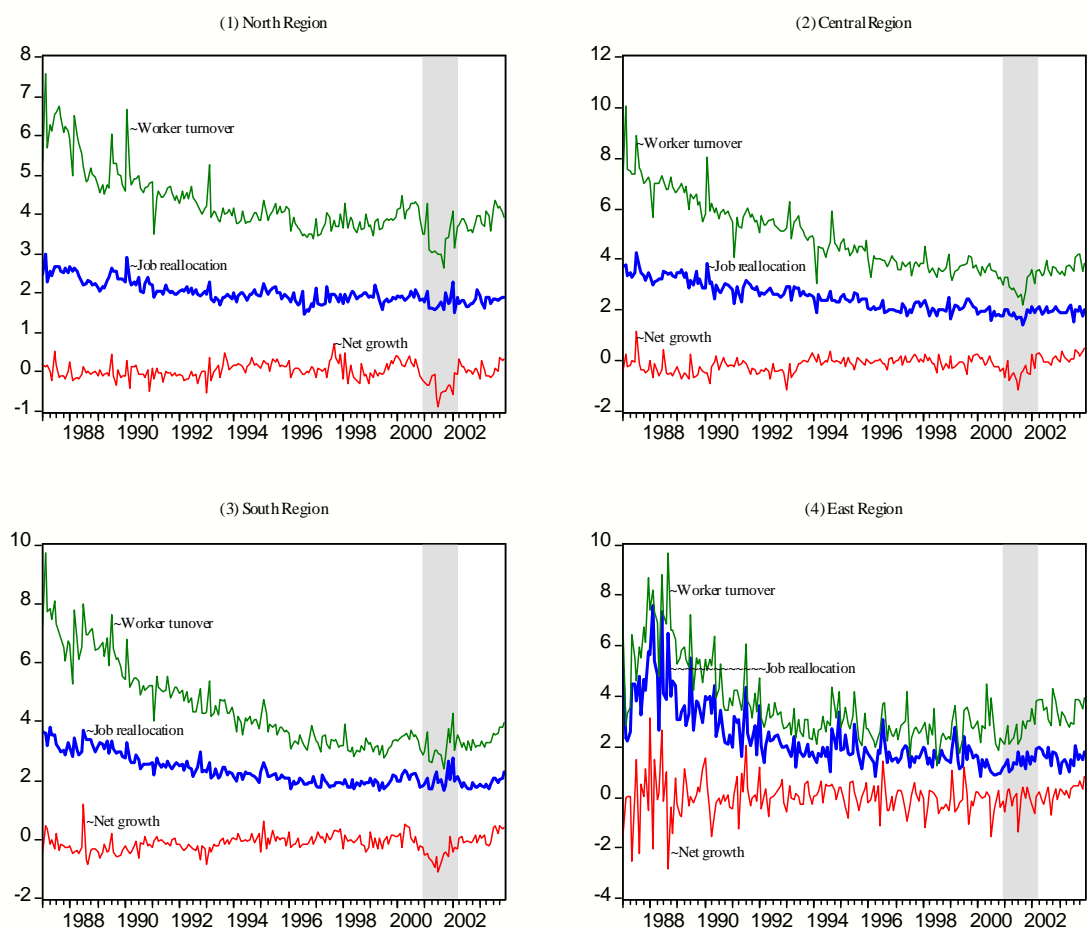 (1) North Region
8
7
6
5
4
3
2
1
0
-1
~Worker turnover
~Job reallocation
~Net growth
1988 1990 1992 1994 1996 1998 2000 2002
(2) Central Region
12
10
8
6
4
2
0
-2
~Worker turnover
~Job reallocation
~Net growth
1988 1990 1992 1994 1996 1998 2000 2002
(3) South Region
10
8
6
4
2
0
-2
~Worker tunover
~Job reallocation
~Net growth
1988 1990 1992 1994 1996 1998 2000 2002
(4) East Region
10
8
6
4
2
0
-2
-4
~Worker turnover
~~~~~~~~~~~~~~Job reallocation
~Net growth
1988 1990 1992 1994 1996 1998 2000 2002